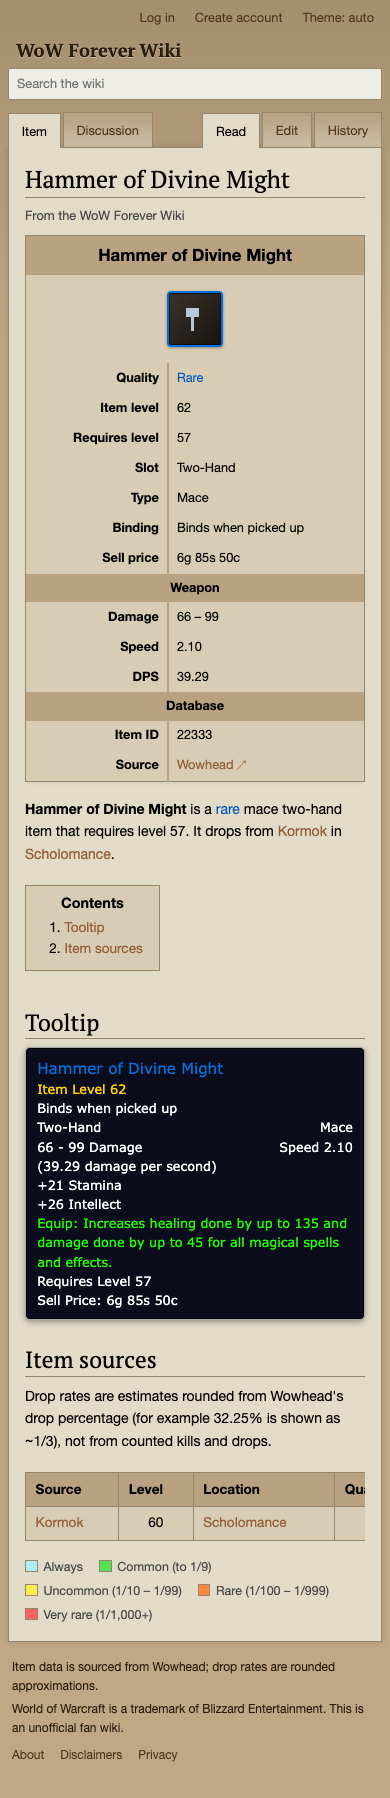 Log in Create account Theme: auto
WoW Forever Wiki
Search the wiki
Item Discussion Read Edit History
Hammer of Divine Might
From the WoW Forever Wiki
Hammer of Divine Might
Quality Rare
Item level 62
Requires level 57
Slot Two-Hand
Type Mace
Binding Binds when picked up
Sell price 6g 85s 50c
Weapon
Damage 66 – 99
Speed 2.10
DPS 39.29
Database
Item ID 22333
Source Wowhead ↗
Hammer of Divine Might is a rare mace two-hand
item that requires level 57. It drops from Kormok in
Scholomance.
Contents
1. Tooltip
2. Item sources
Tooltip
Hammer of Divine Might
Item Level 62
Binds when picked up
Two-Hand Mace
66 - 99 Damage Speed 2.10
(39.29 damage per second)
+21 Stamina
+26 Intellect
Equip: Increases healing done by up to 135 and
damage done by up to 45 for all magical spells
and effects.
Requires Level 57
Sell Price: 6g 85s 50c
Item sources
Drop rates are estimates rounded from Wowhead's
drop percentage (for example 32.25% is shown as
~1/3), not from counted kills and drops.
Source Level Location
Kormok 60 Scholomance
Always Common (to 1/9)
Uncommon (1/10 – 1/99) Rare (1/100 – 1/999)
Very rare (1/1,000+)
Item data is sourced from Wowhead; drop rates are rounded
approximations.
World of Warcraft is a trademark of Blizzard Entertainment. This is
an unofficial fan wiki.
About Disclaimers Privacy